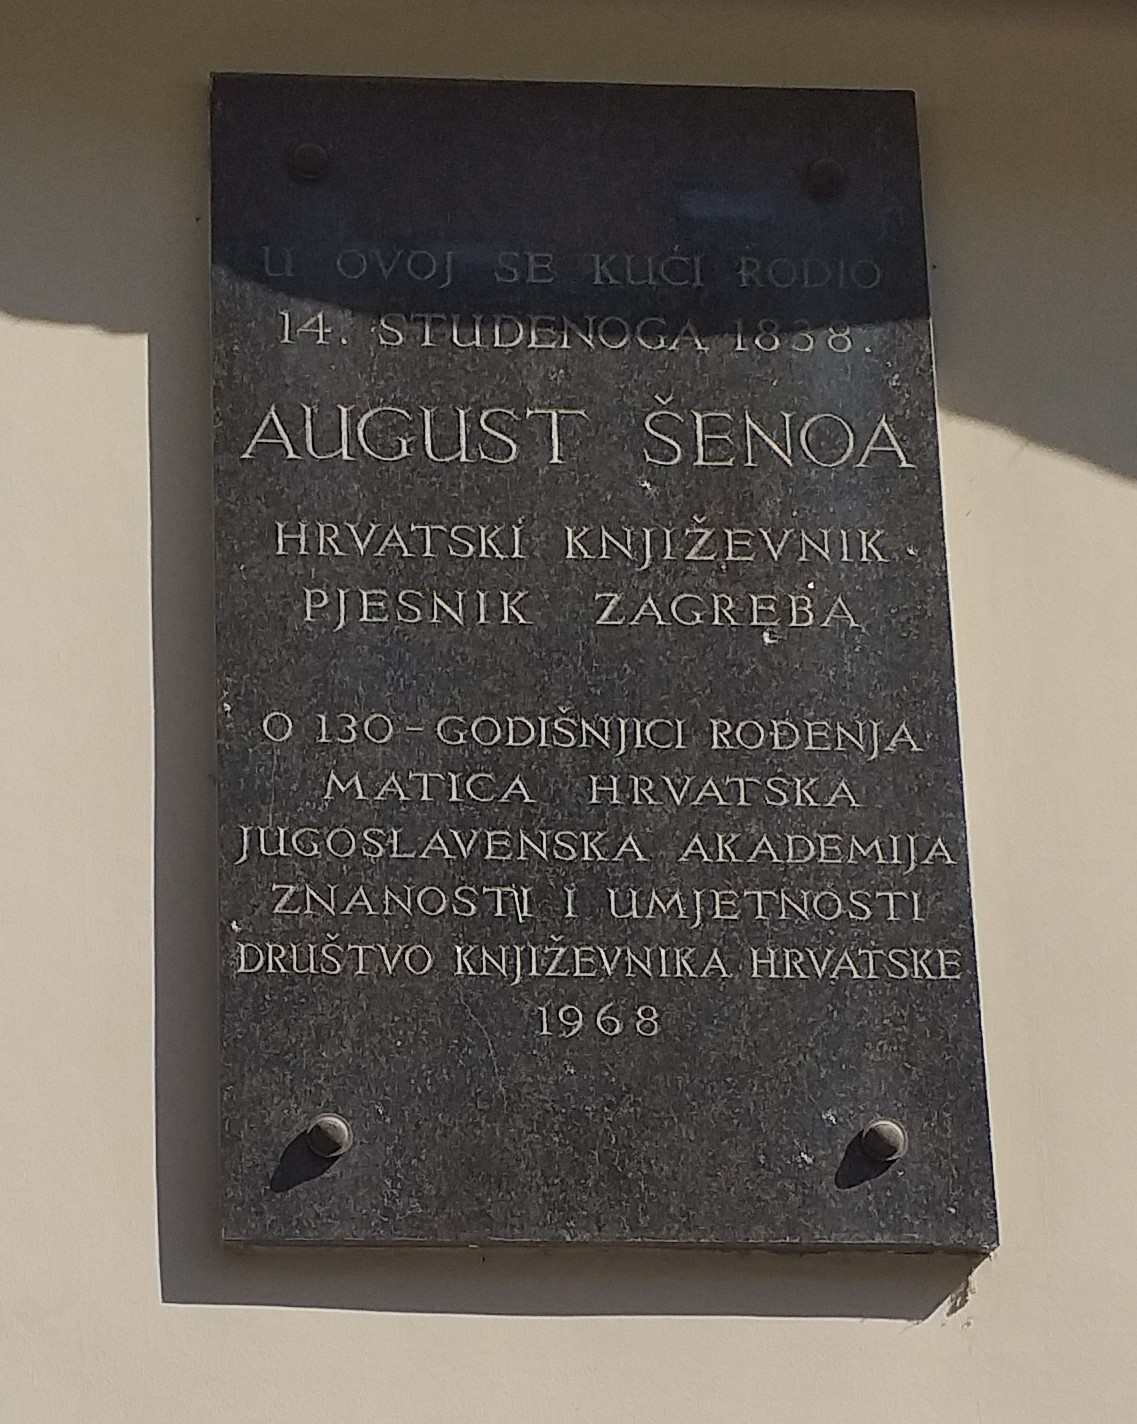 U OVOJ SE KUĆI RODIO
14. STUDENOGA 1838.
AUGUST ŠENOA
HRVATSKI KNJIŽEVNIK
PJESNIK ZAGREBA
O 130-GODIŠNJICI ROĐENJA
MATICA HRVATSKA
JUGOSLAVENSKA AKADEMIJA
ZNANOSTI I UMJETNOSTI
DRUŠTVO KNJIŽEVNIKA HRVATSKE
1968